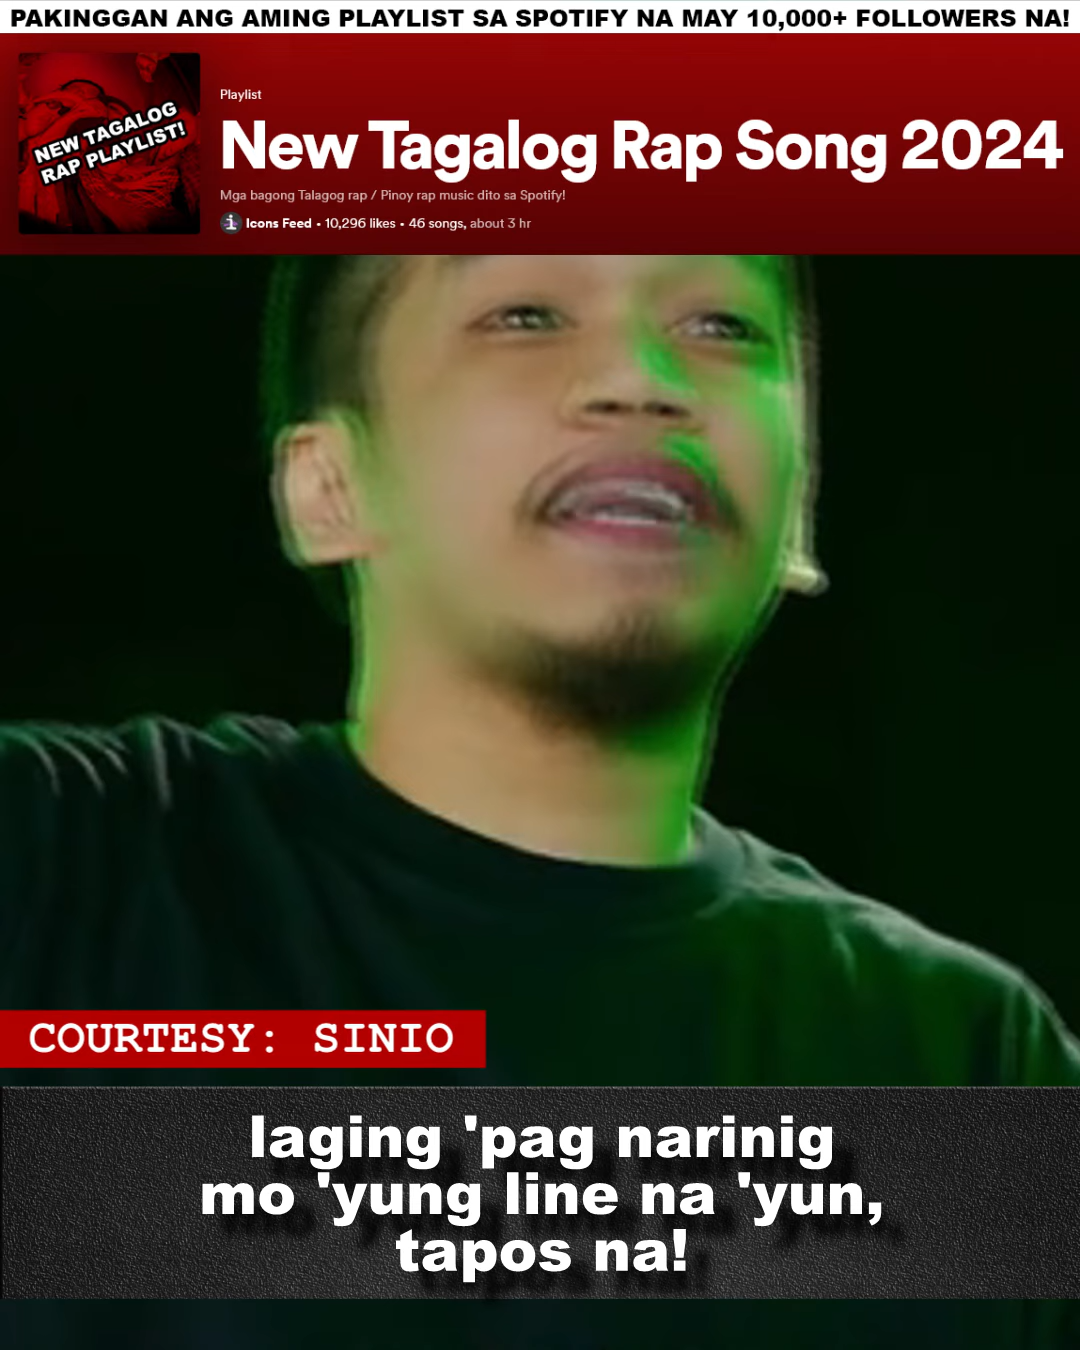 PAKINGGAN ANG AMING PLAYLIST SA SPOTIFY NA MAY 10,000+ FOLLOWERS NA!
NEW TAGALOG
RAP PLAYLIST!
Playlist
New Tagalog Rap Song 2024
Mga bagong Talagog rap / Pinoy rap music dito sa Spotify!
i Icons Feed • 10,296 likes • 46 songs, about 3 hr
COURTESY: SINIO
laging 'pag narinig
mo 'yung line na 'yun,
tapos na!